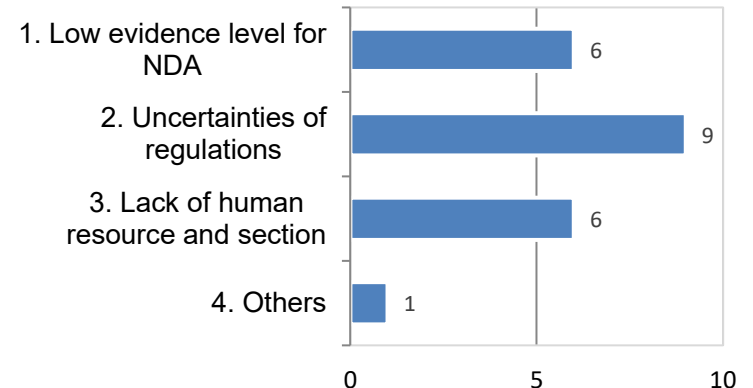 1. Low evidence level for
NDA
6
2. Uncertainties of
regulations
9
3. Lack of human
resource and section
6
4. Others
1
0
5
10